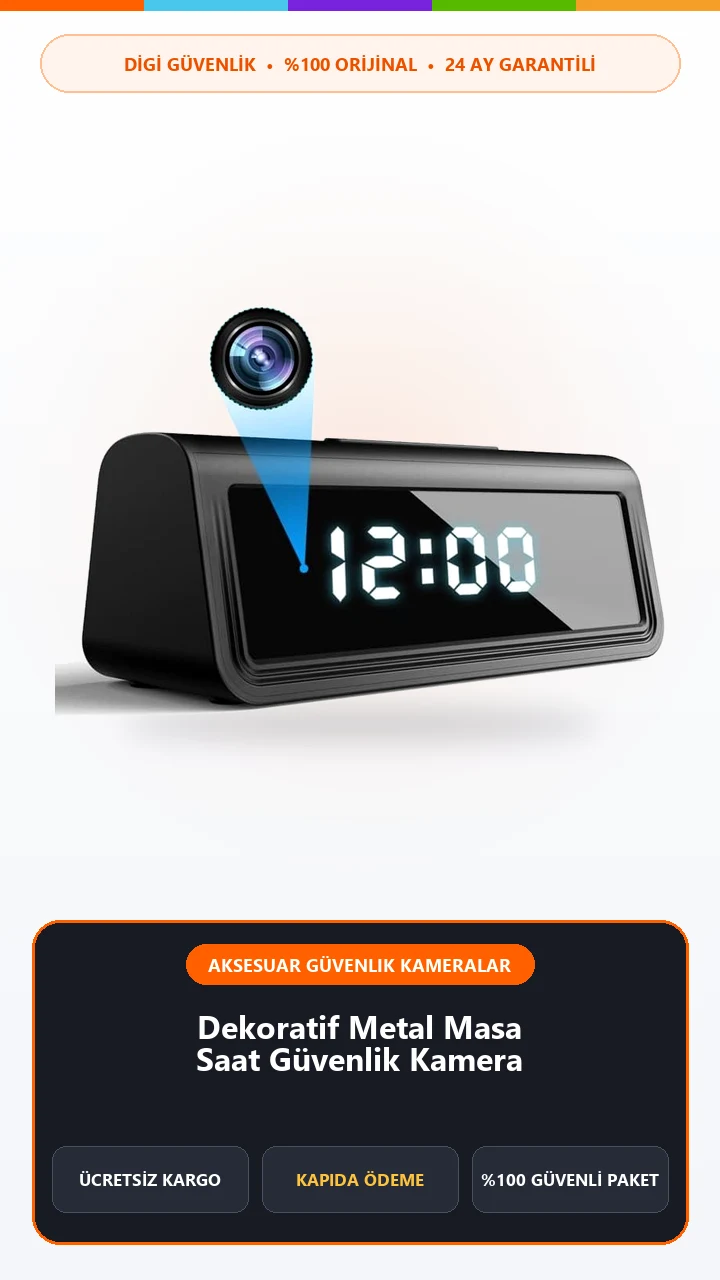 DİGİ GÜVENLİK • %100 ORİJİNAL • 24 AY GARANTİLİ
12:00
AKSESUAR GÜVENLIK KAMERALAR
Dekoratif Metal Masa
Saat Güvenlik Kamera
ÜCRETSİZ KARGO
KAPIDA ÖDEME
%100 GÜVENLİ PAKET